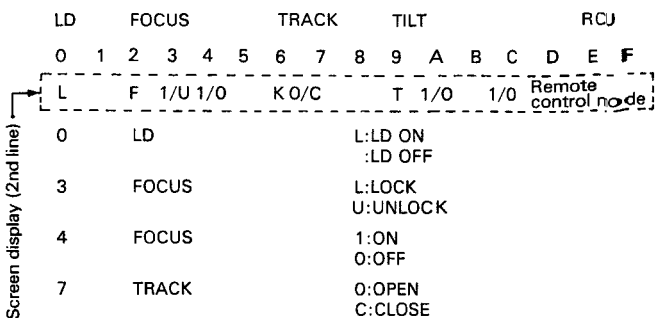 LD FOCUS TRACK TILT RCU
0 1 2 3 4 5 6 7 8 9 A B C D E F
L F 1/U 1/0 K 0/C T 1/0 1/0 Remote
control node
0 LD L:LD ON
:LD OFF
3 FOCUS L:LOCK
U:UNLOCK
4 FOCUS 1:ON
0:OFF
7 TRACK 0:OPEN
C:CLOSE
Screen display (2nd line)